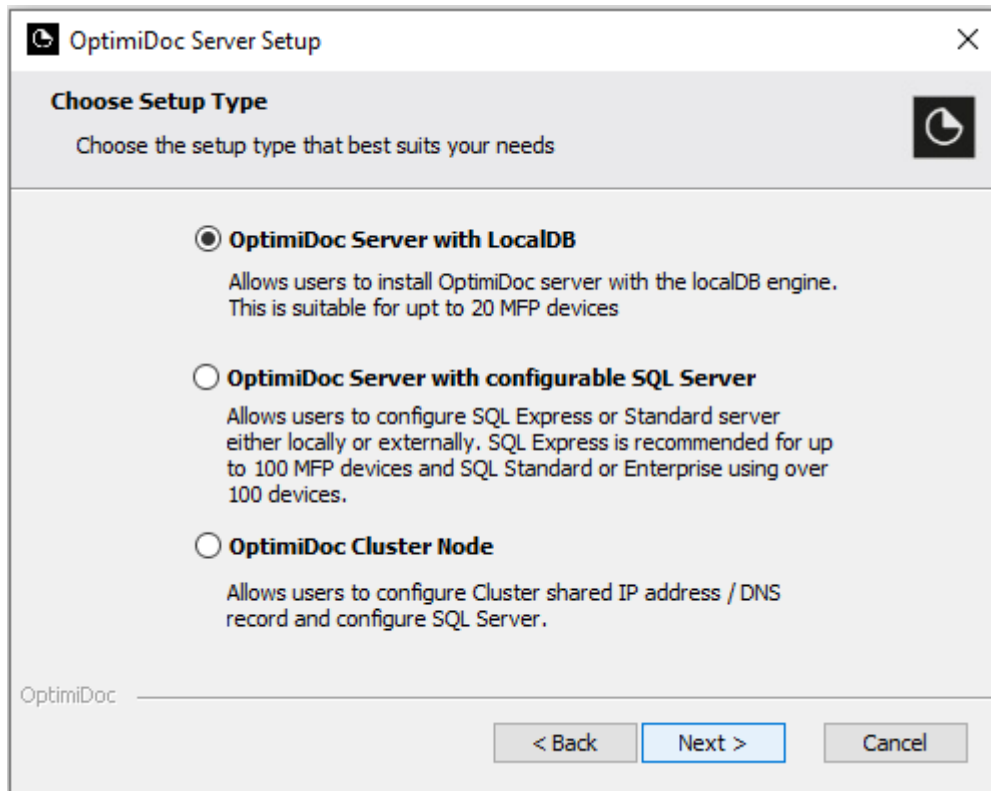 OptimiDoc Server Setup
Choose Setup Type
Choose the setup type that best suits your needs
OptimiDoc Server with LocalDB
Allows users to install OptimiDoc server with the localDB engine.
This is suitable for upt to 20 MFP devices
OptimiDoc Server with configurable SQL Server
Allows users to configure SQL Express or Standard server
either locally or externally. SQL Express is recommended for up
to 100 MFP devices and SQL Standard or Enterprise using over
100 devices.
OptimiDoc Cluster Node
Allows users to configure Cluster shared IP address / DNS
record and configure SQL Server.
OptimiDoc
< Back Next > Cancel